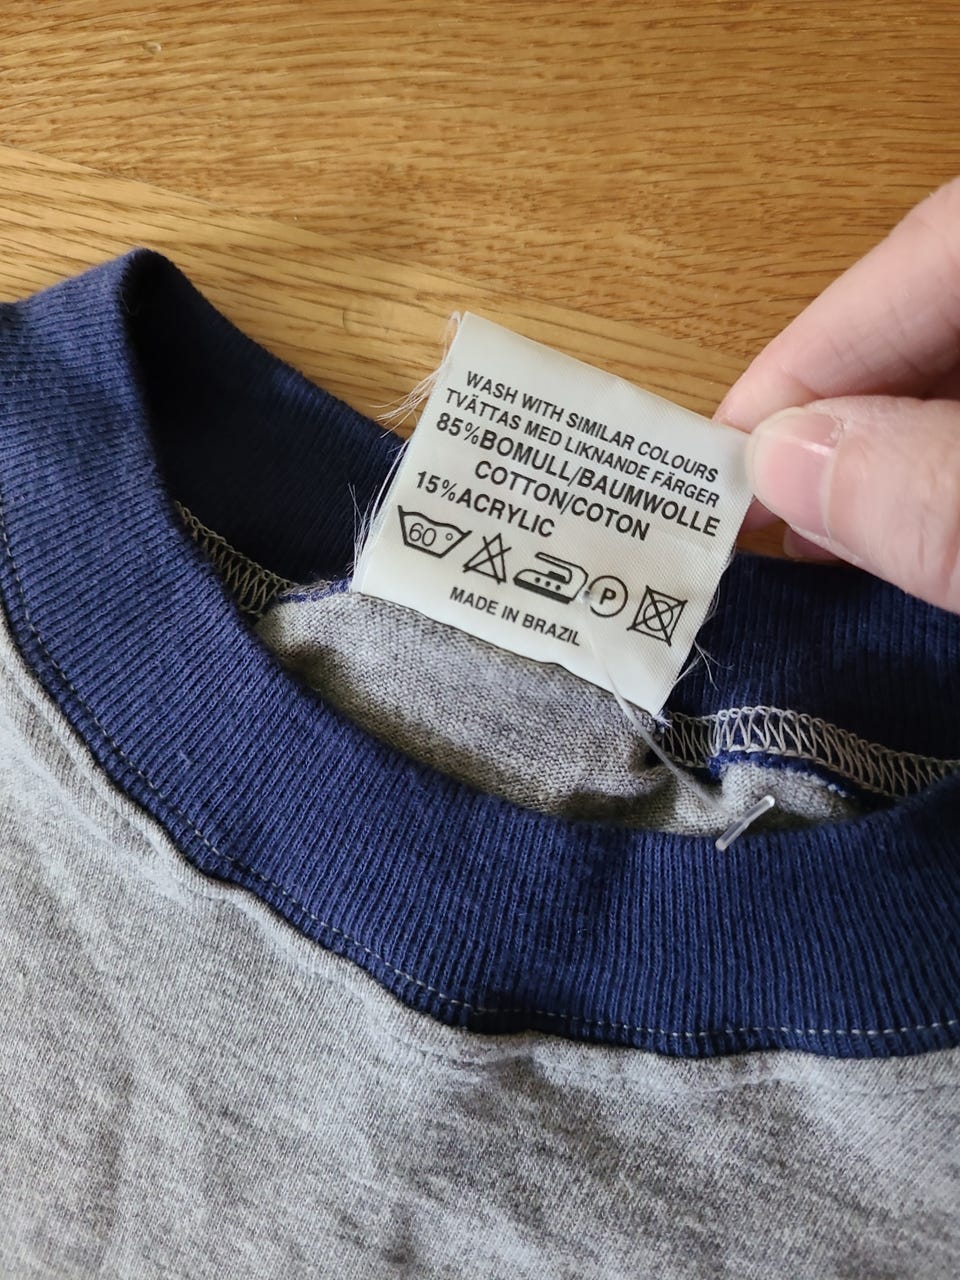 WASH WITH SIMILAR COLOURS
TVÄTTAS MED LIKNANDE FÄRGER
85%BOMULL/BAUMWOLLE
COTTON/COTON
15%ACRYLIC
60° P
MADE IN BRAZIL